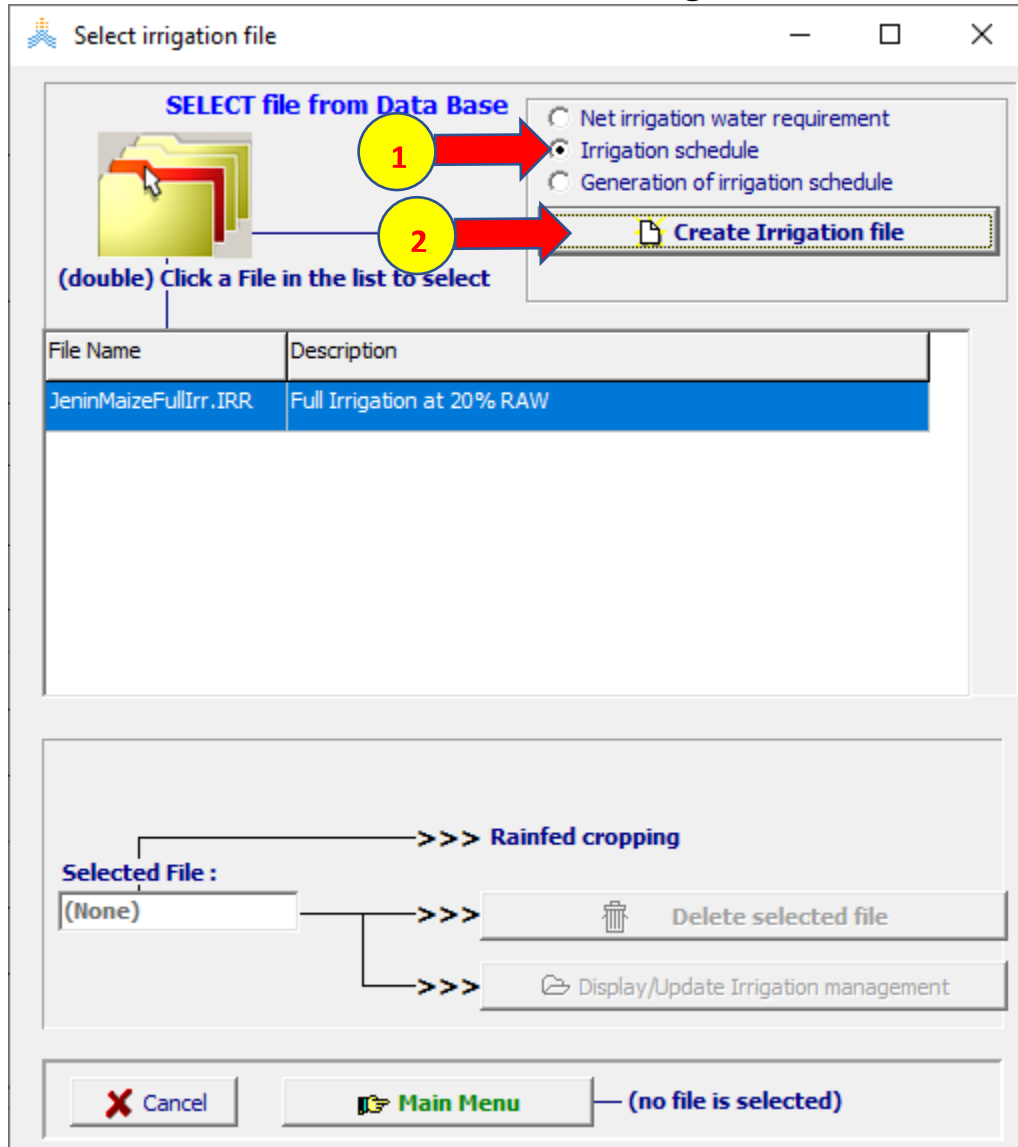 Select irrigation file
SELECT file from Data Base
Net irrigation water requirement
1
Irrigation schedule
Generation of irrigation schedule
2
Create Irrigation file
(double) Click a File in the list to select
File Name Description
JeninMaizeFullIrr.IRR Full Irrigation at 20% RAW
>>> Rainfed cropping
Selected File :
(None)
>>> Delete selected file
>>> Display/Update Irrigation management
Cancel Main Menu (no file is selected)